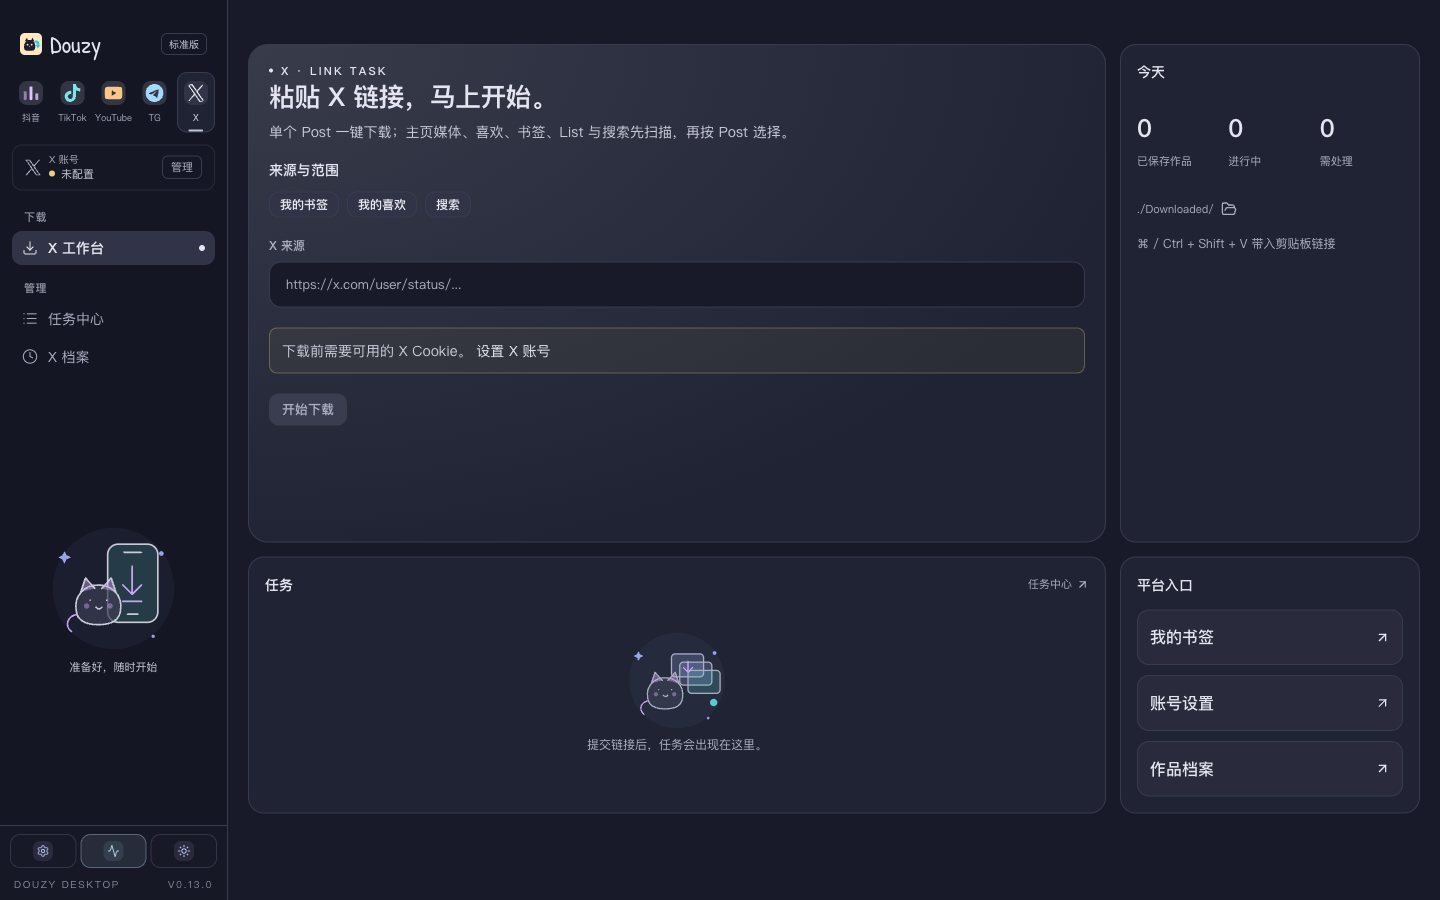 Douzy
标准版
抖音
TikTok
YouTube
TG
X
X 账号
未配置
管理
下载
X 工作台
管理
任务中心
X 档案
准备好，随时开始
DOUZY DESKTOP
V0.13.0
• X · LINK TASK
粘贴 X 链接，马上开始。
单个 Post 一键下载；主页媒体、喜欢、书签、List 与搜索先扫描，再按 Post 选择。
来源与范围
我的书签
我的喜欢
搜索
X 来源
https://x.com/user/status/...
下载前需要可用的 X Cookie。 设置 X 账号
开始下载
今天
0
0
0
已保存作品
进行中
需处理
./Downloaded/
⌘ / Ctrl + Shift + V 带入剪贴板链接
任务
任务中心
提交链接后，任务会出现在这里。
平台入口
我的书签
账号设置
作品档案